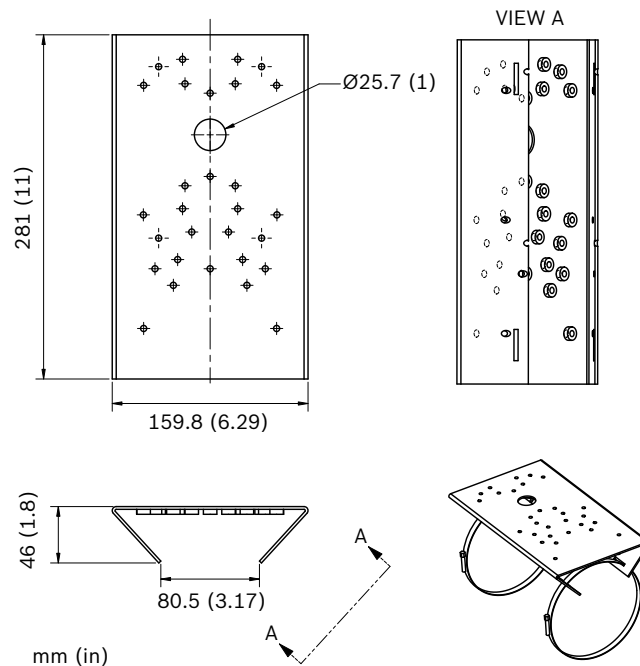 VIEW A
Ø25.7 (1)
281 (11)
159.8 (6.29)
46 (1.8)
80.5 (3.17)
A
A
mm (in)